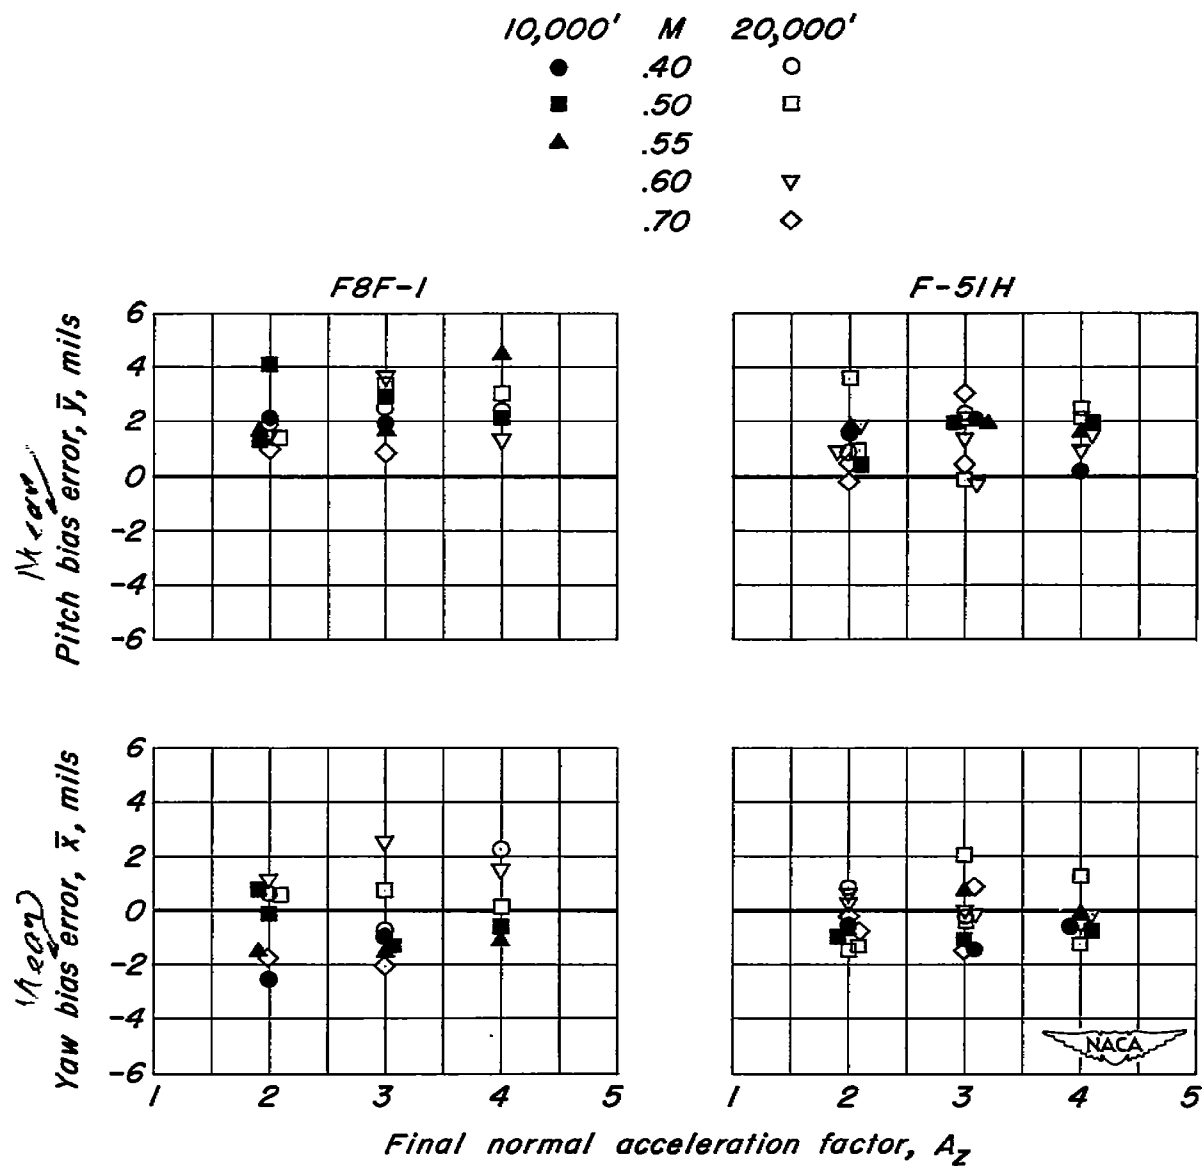 10,000' M 20,000'
.40
.50
.55
.60
.70
F8F-1
F-51H
6
4
2
0
-2
-4
-6
Mean
Pitch bias error, y̅, mils
6
4
2
0
-2
-4
-6
Mean
Yaw bias error, x̅, mils
NACA
1 2 3 4 5
1 2 3 4 5
Final normal acceleration factor, A_z